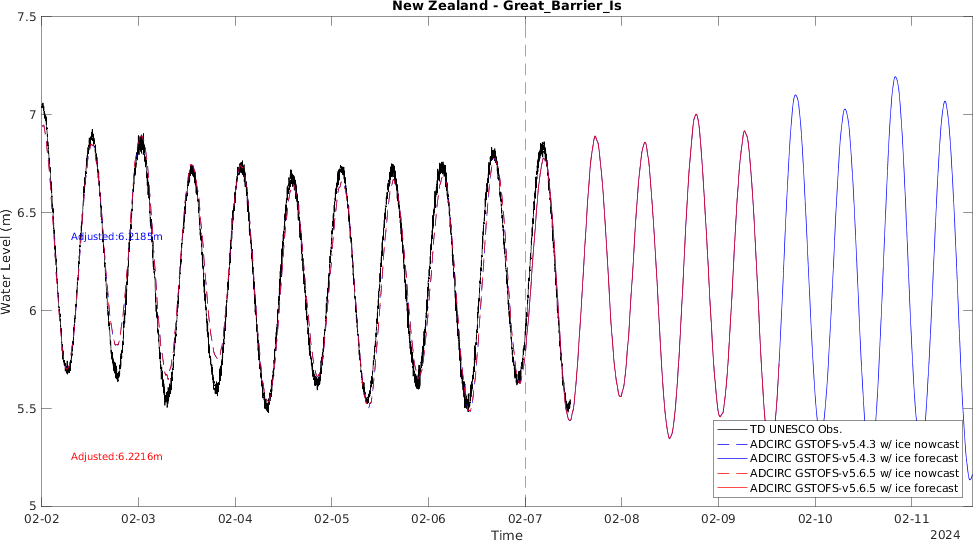 New Zealand - Great_Barrier_Is
7.5
7
6.5
6
5.5
5
Water Level (m)
Adjusted:6.2185m
Adjusted:6.2216m
TD UNESCO Obs.
ADCIRC GSTOFS-v5.4.3 w/ ice nowcast
ADCIRC GSTOFS-v5.4.3 w/ ice forecast
ADCIRC GSTOFS-v5.6.5 w/ ice nowcast
ADCIRC GSTOFS-v5.6.5 w/ ice forecast
02-02 02-03 02-04 02-05 02-06 02-07 02-08 02-09 02-10 02-11
Time
2024